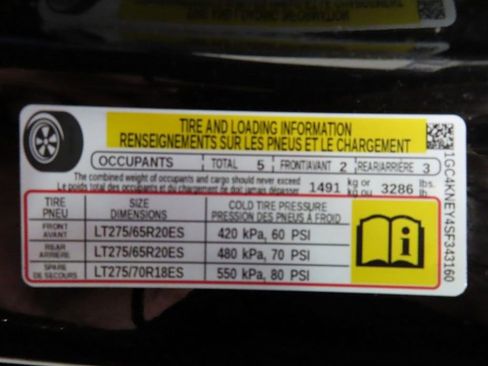 TIRE AND LOADING INFORMATION
RENSEIGNEMENTS SUR LES PNEUS ET LE CHARGEMENT
OCCUPANTS TOTAL 5 FRONT/AVANT 2 REAR/ARRIÈRE 3
The combined weight of occupants and cargo should never exceed
Le poids total des occupants et du chargement ne doit jamais dépasser 1491 kg or kg ou 3286 lbs. lb.
TIRE PNEU SIZE DIMENSIONS COLD TIRE PRESSURE PRESSION DES PNEUS À FROID
FRONT AVANT LT275/65R20ES 420 kPa, 60 PSI
REAR ARRIÈRE LT275/65R20ES 480 kPa, 70 PSI
SPARE DE SECOURS LT275/70R18ES 550 kPa, 80 PSI
1GC4KNEY4SF343160